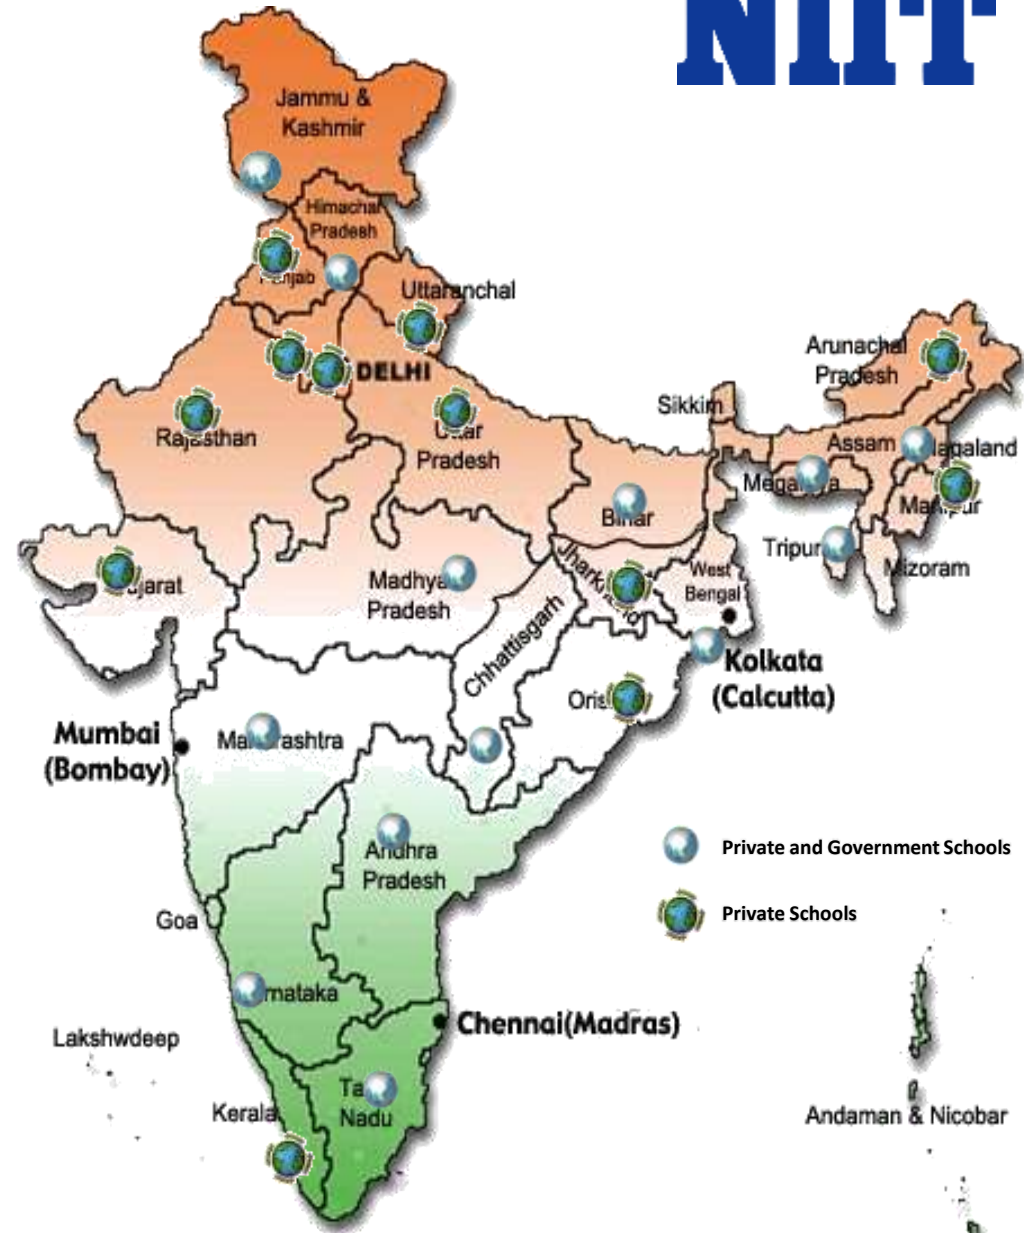 NIIT
Jammu &
Kashmir
Himachal
Pradesh
Uttaranchal
DELHI
Arunachal
Pradesh
Sikkim
Rajasthan
Pradesh
Assam
Bihar
Madhya
Pradesh
West
Bengal
Mizoram
Chhattisgarh
Kolkata
(Calcutta)
Mumbai
(Bombay)
Andhra
Pradesh
Private and Government Schools
Private Schools
Goa
Chennai(Madras)
Lakshwdeep
Kerala
Nadu
Andaman & Nicobar